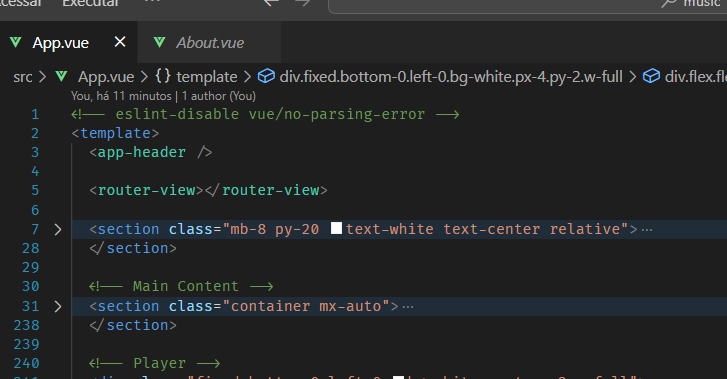 Executar
music
App.vue
About.vue
src > App.vue > {} template > div.fixed.bottom-0.left-0.bg-white.px-4.py-2.w-full > div.flex.fle
You, há 11 minutos | 1 author (You)
1 <!-- eslint-disable vue/no-parsing-error -->
2 <template>
3 <app-header />
4
5 <router-view></router-view>
6
7 <section class="mb-8 py-20 text-white text-center relative">…
28 </section>
29
30 <!-- Main Content -->
31 <section class="container mx-auto">…
238 </section>
239
240 <!-- Player -->